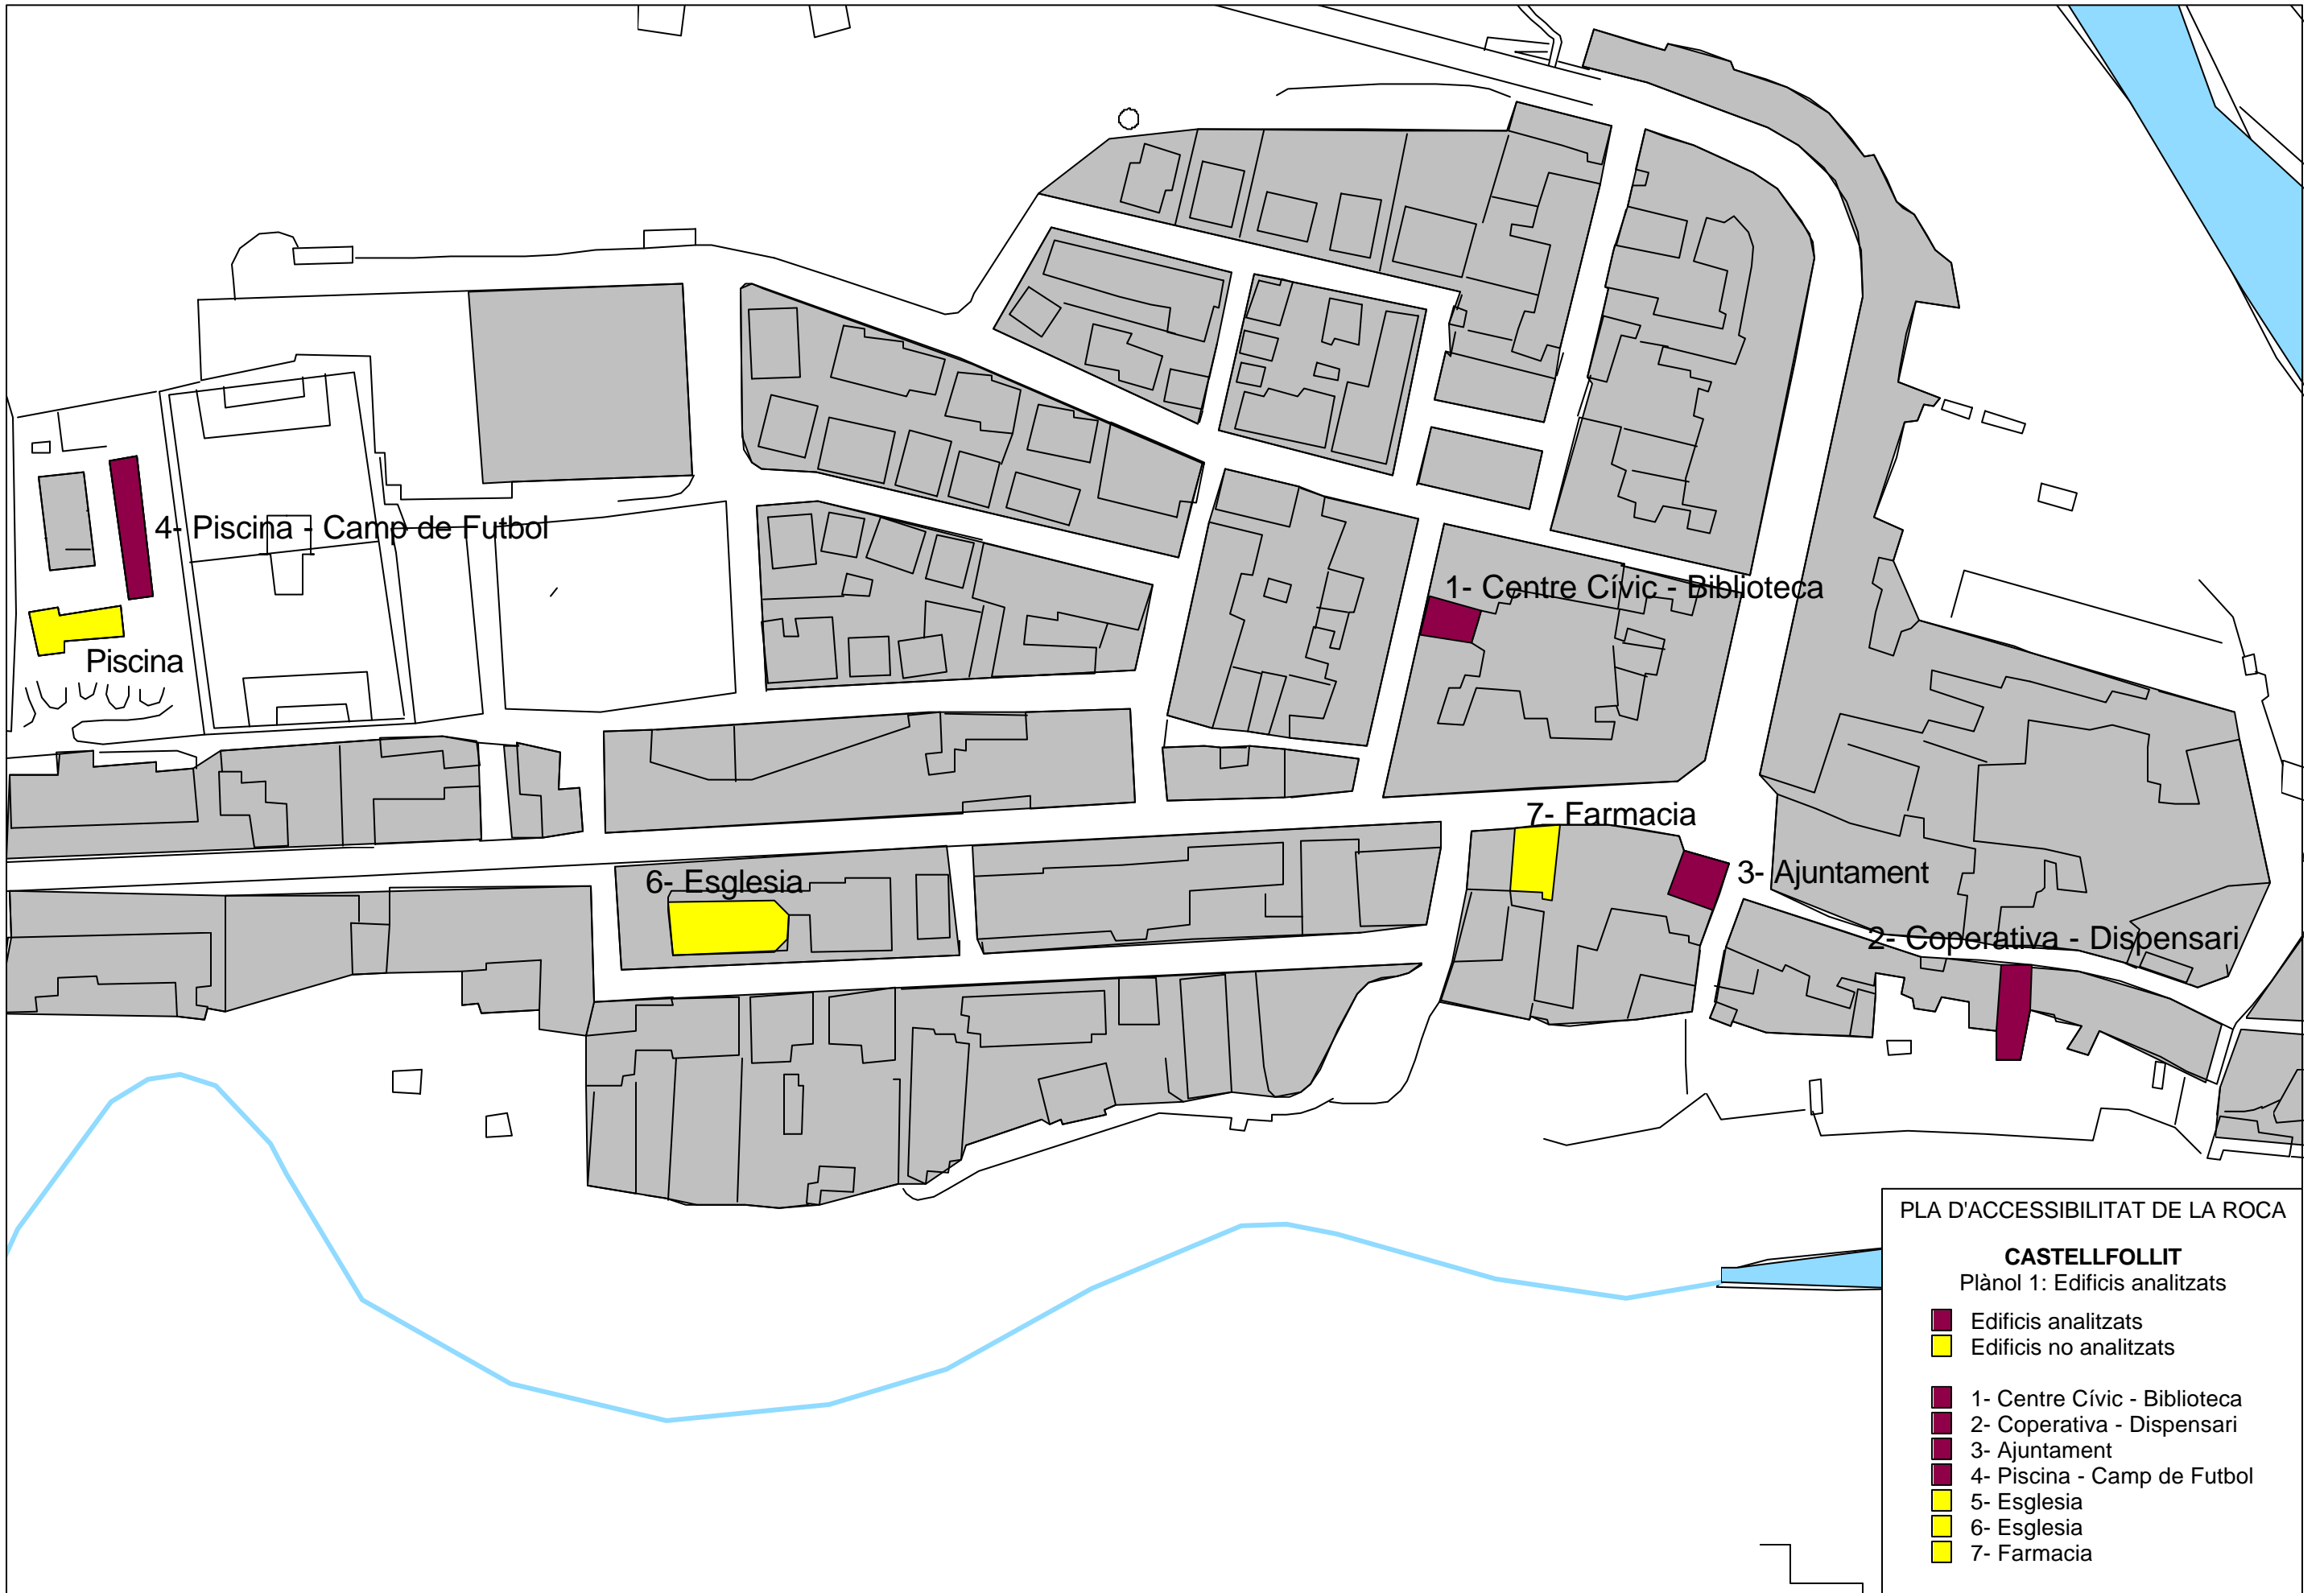 4- Piscina - Camp de Futbol
1- Centre Cívic - Biblioteca
Piscina
7- Farmacia
6- Esglesia
3- Ajuntament
2- Coperativa - Dispensari
PLA D'ACCESSIBILITAT DE LA ROCA
CASTELLFOLLIT
Plànol 1: Edificis analitzats
Edificis analitzats
Edificis no analitzats
1- Centre Cívic - Biblioteca
2- Coperativa - Dispensari
3- Ajuntament
4- Piscina - Camp de Futbol
5- Esglesia
6- Esglesia
7- Farmacia